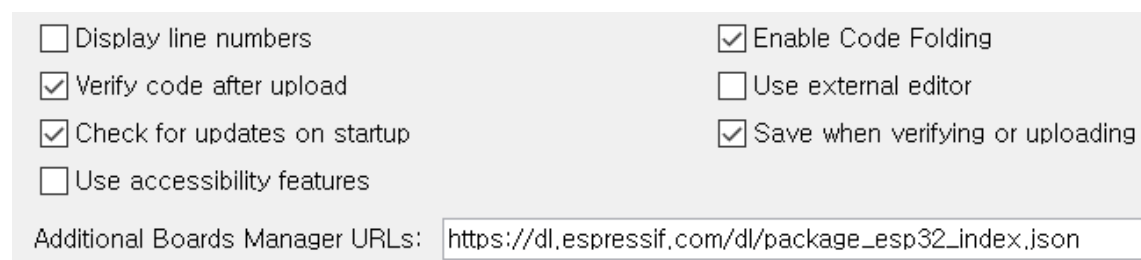 Display line numbers
Enable Code Folding
Verify code after upload
Use external editor
Check for updates on startup
Save when verifying or uploading
Use accessibility features
Additional Boards Manager URLs: https://dl.espressif.com/dl/package_esp32_index.json